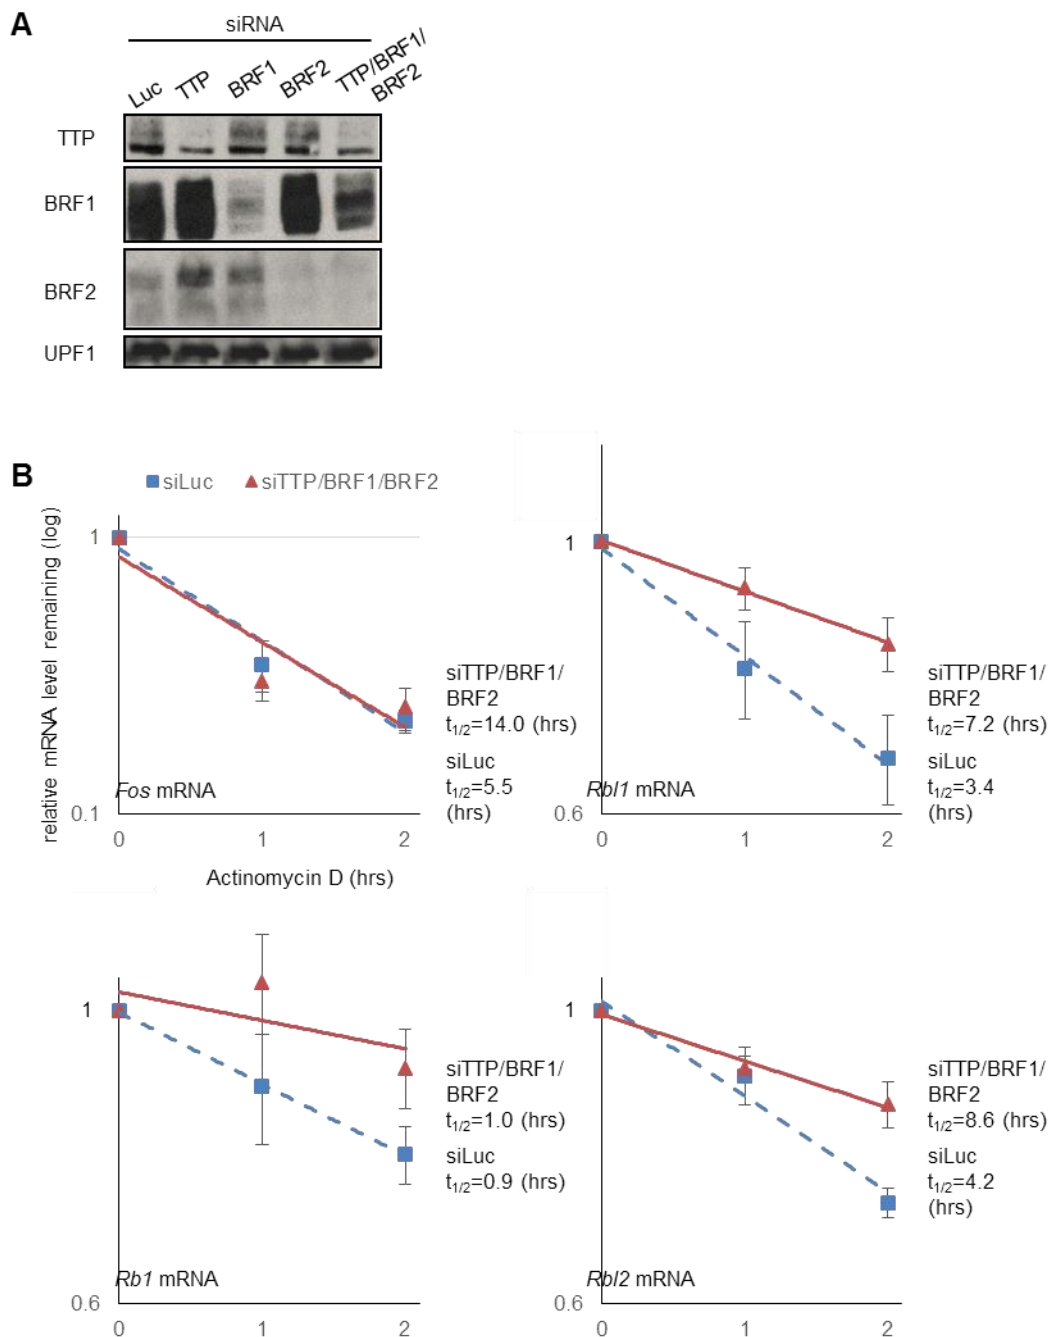 A
siRNA
Luc TTP BRF1 BRF2 TTP/BRF1/
BRF2
TTP
BRF1
BRF2
UPF1
B
siLuc siTTP/BRF1/BRF2
relative mRNA level remaining (log)
1
0.1
Fos mRNA
0 1 2
siTTP/BRF1/
BRF2
t1/2=14.0 (hrs)
siLuc
t1/2=5.5
(hrs)
Actinomycin D (hrs)
1
0.6
Rbl1 mRNA
0 1 2
siTTP/BRF1/
BRF2
t1/2=7.2 (hrs)
siLuc
t1/2=3.4
(hrs)
1
0.6
Rb1 mRNA
0 1 2
siTTP/BRF1/
BRF2
t1/2=1.0 (hrs)
siLuc
t1/2=0.9 (hrs)
1
Rbl2 mRNA
0.6
0 1 2
siTTP/BRF1/
BRF2
t1/2=8.6 (hrs)
siLuc
t1/2=4.2
(hrs)